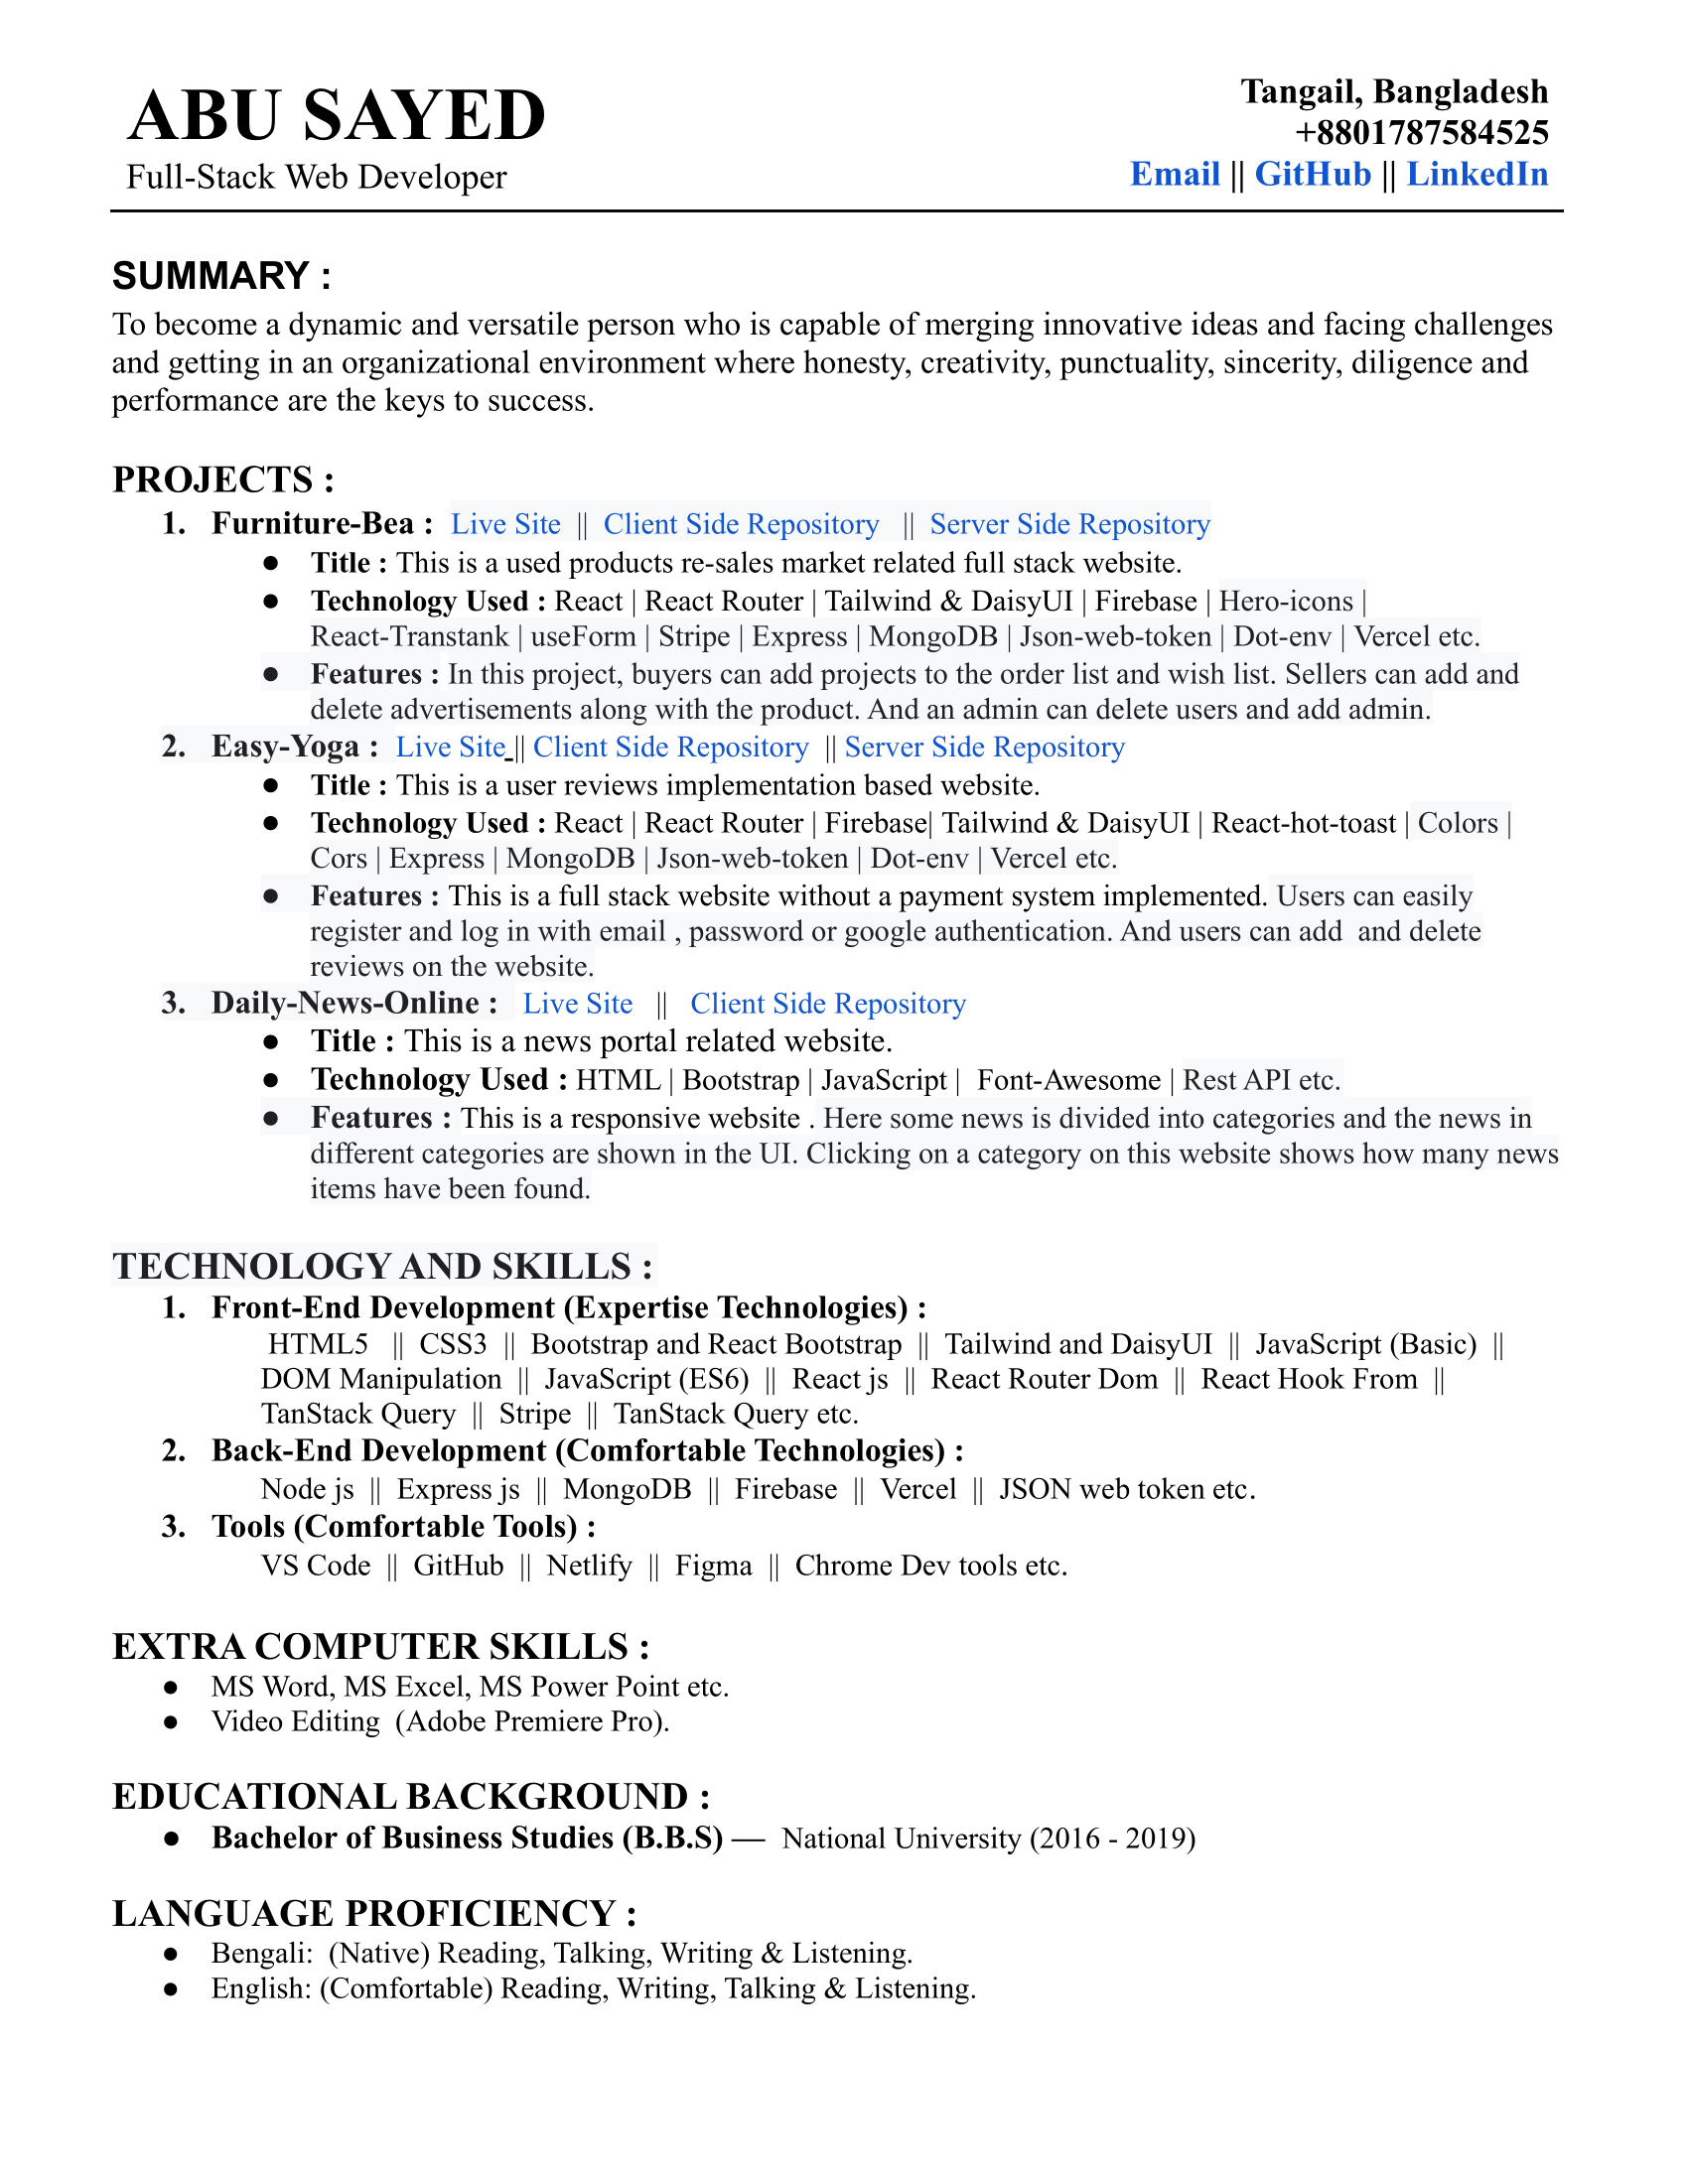 ABU SAYED
Full-Stack Web Developer
Tangail, Bangladesh
+8801787584525
Email || GitHub || LinkedIn
SUMMARY :
To become a dynamic and versatile person who is capable of merging innovative ideas and facing challenges
and getting in an organizational environment where honesty, creativity, punctuality, sincerity, diligence and
performance are the keys to success.
PROJECTS :
1. Furniture-Bea : Live Site || Client Side Repository || Server Side Repository
● Title : This is a used products re-sales market related full stack website.
● Technology Used : React | React Router | Tailwind & DaisyUI | Firebase | Hero-icons |
React-Transtank | useForm | Stripe | Express | MongoDB | Json-web-token | Dot-env | Vercel etc.
● Features : In this project, buyers can add projects to the order list and wish list. Sellers can add and
delete advertisements along with the product. And an admin can delete users and add admin.
2. Easy-Yoga : Live Site || Client Side Repository || Server Side Repository
● Title : This is a user reviews implementation based website.
● Technology Used : React | React Router | Firebase| Tailwind & DaisyUI | React-hot-toast | Colors |
Cors | Express | MongoDB | Json-web-token | Dot-env | Vercel etc.
● Features : This is a full stack website without a payment system implemented. Users can easily
register and log in with email , password or google authentication. And users can add  and delete
reviews on the website.
3. Daily-News-Online : Live Site || Client Side Repository
● Title : This is a news portal related website.
● Technology Used : HTML | Bootstrap | JavaScript | Font-Awesome | Rest API etc.
● Features : This is a responsive website . Here some news is divided into categories and the news in
different categories are shown in the UI. Clicking on a category on this website shows how many news
items have been found.
TECHNOLOGY AND SKILLS :
1. Front-End Development (Expertise Technologies) :
HTML5 || CSS3 || Bootstrap and React Bootstrap || Tailwind and DaisyUI || JavaScript (Basic) ||
DOM Manipulation || JavaScript (ES6) || React js || React Router Dom || React Hook From ||
TanStack Query || Stripe || TanStack Query etc.
2. Back-End Development (Comfortable Technologies) :
Node js || Express js || MongoDB || Firebase || Vercel || JSON web token etc.
3. Tools (Comfortable Tools) :
VS Code || GitHub || Netlify || Figma || Chrome Dev tools etc.
EXTRA COMPUTER SKILLS :
● MS Word, MS Excel, MS Power Point etc.
● Video Editing (Adobe Premiere Pro).
EDUCATIONAL BACKGROUND :
● Bachelor of Business Studies (B.B.S) — National University (2016 - 2019)
LANGUAGE PROFICIENCY :
● Bengali: (Native) Reading, Talking, Writing & Listening.
● English: (Comfortable) Reading, Writing, Talking & Listening.